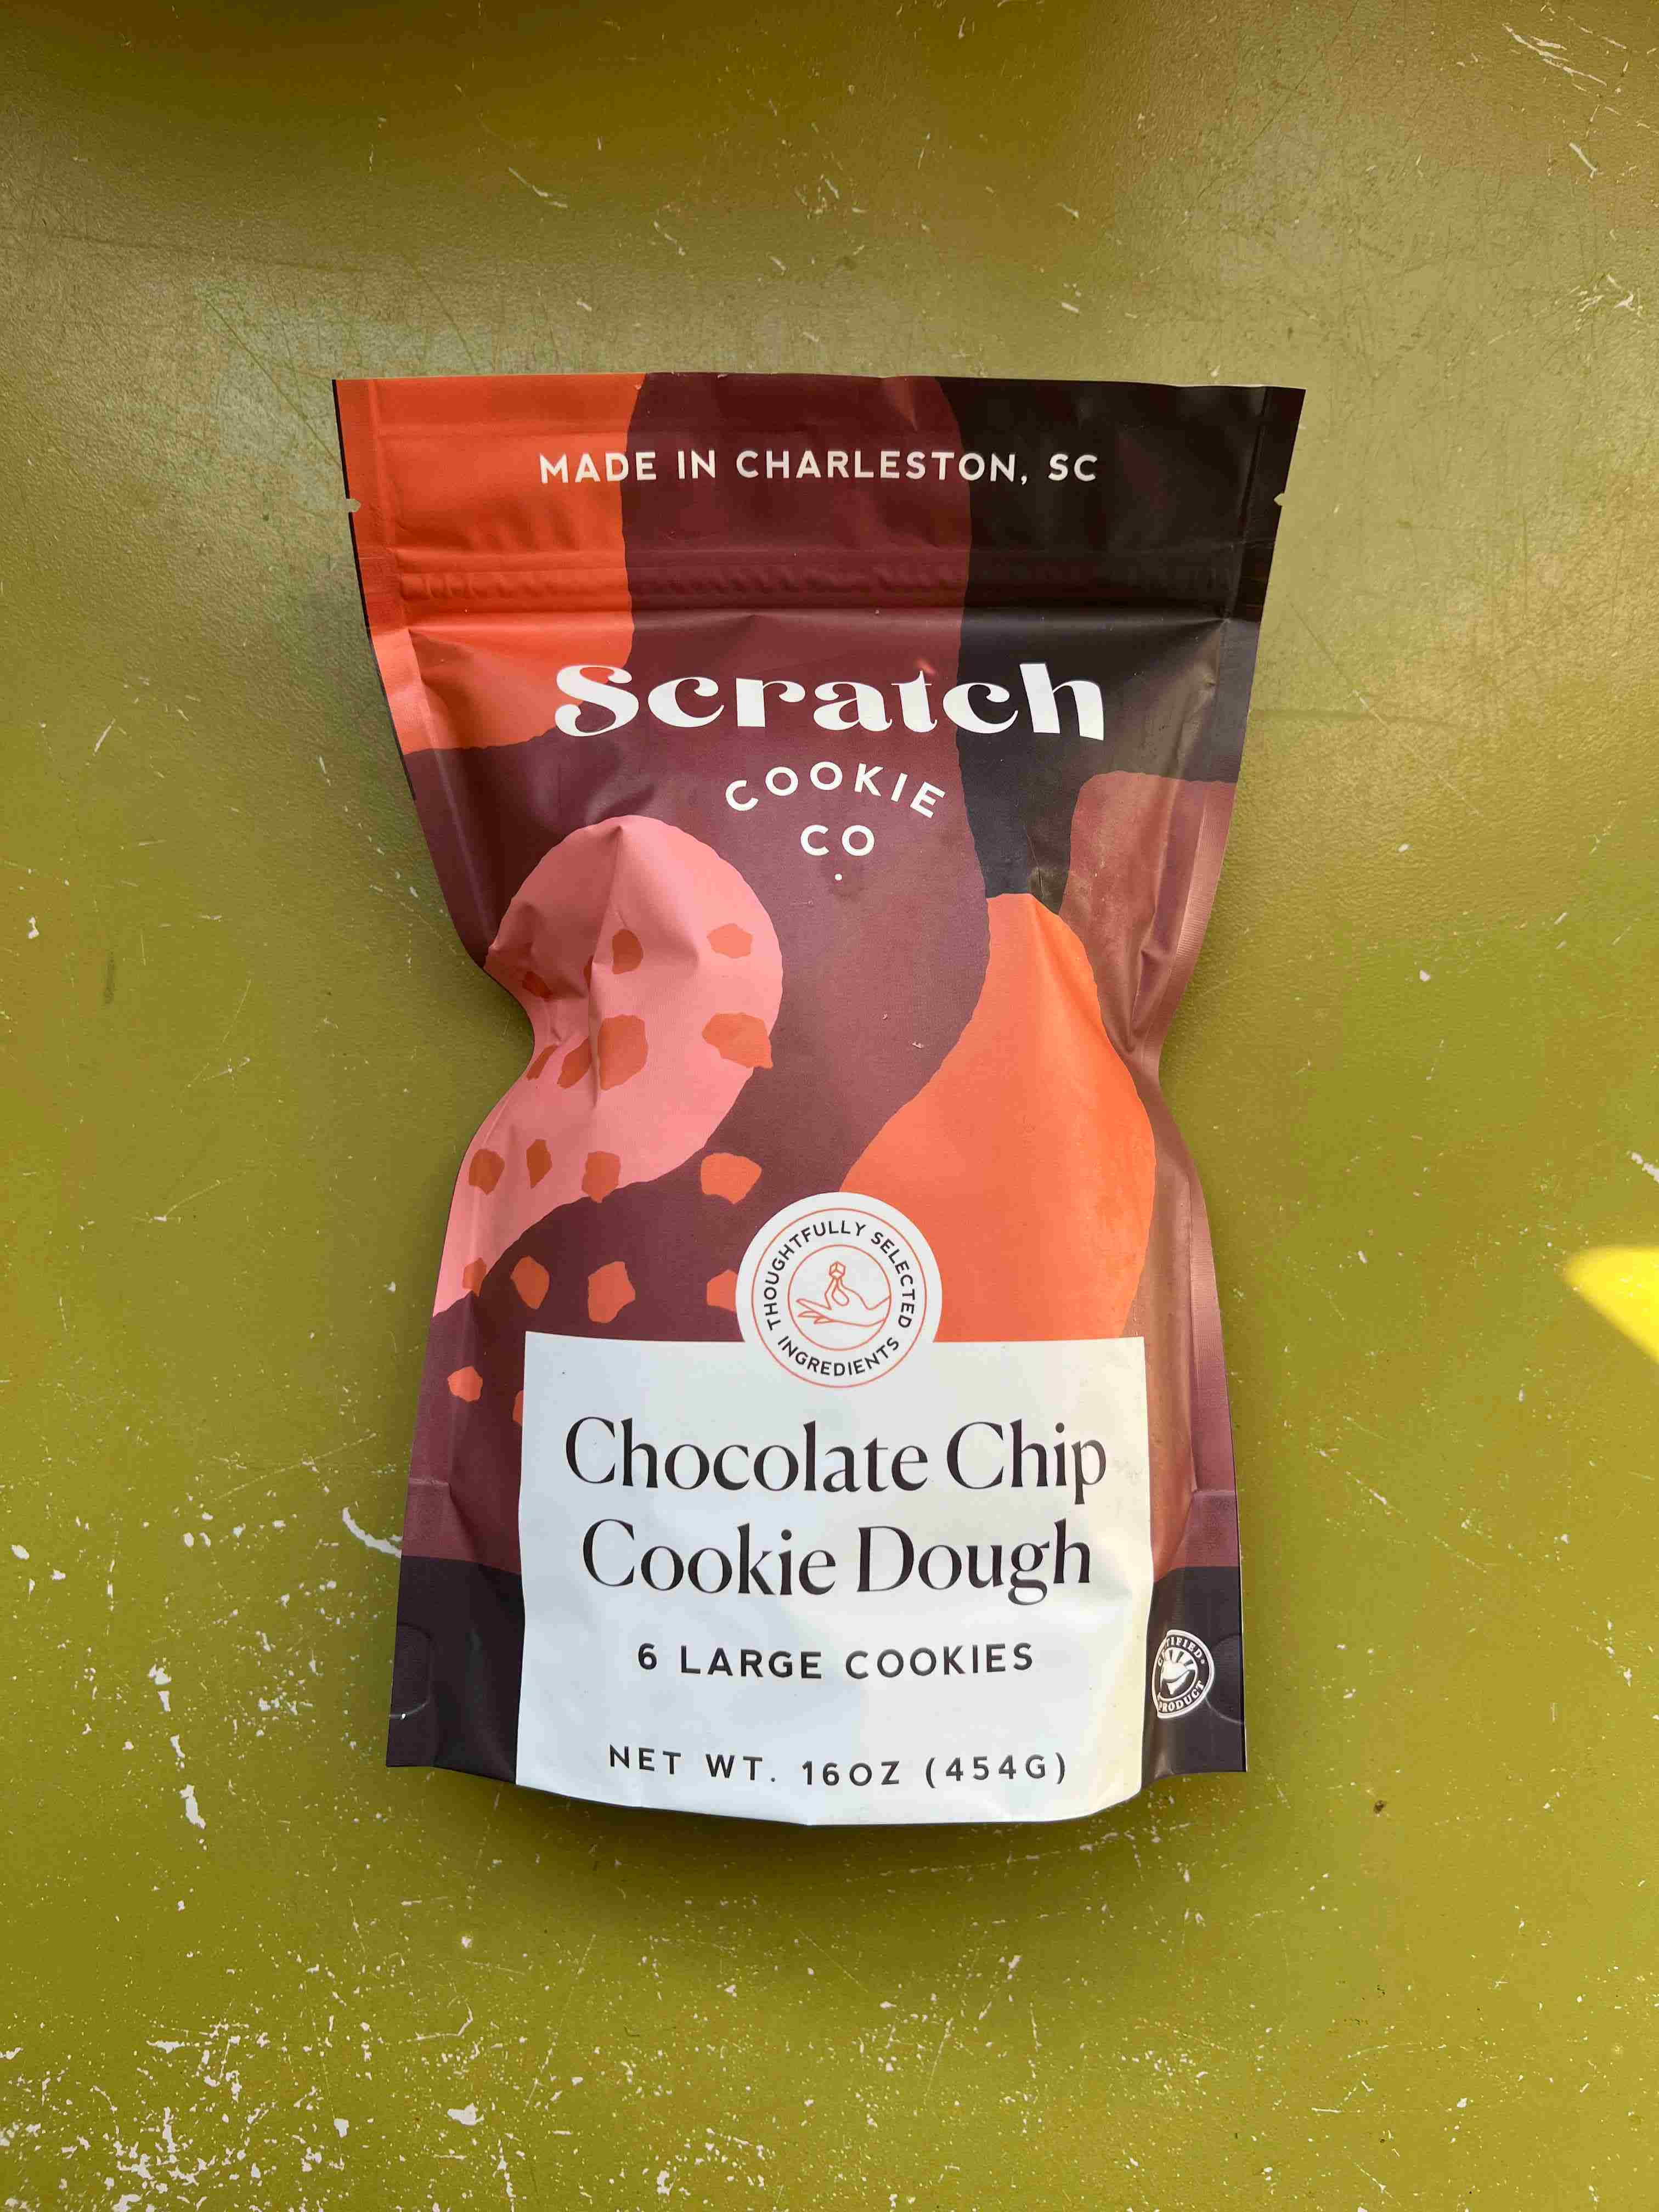 MADE IN CHARLESTON, SC
Scratch
COOKIE
CO
THOUGHTFULLY SELECTED
INGREDIENTS
Chocolate Chip
Cookie Dough
6 LARGE COOKIES
NET WT. 16OZ (454G)
PRODUCT